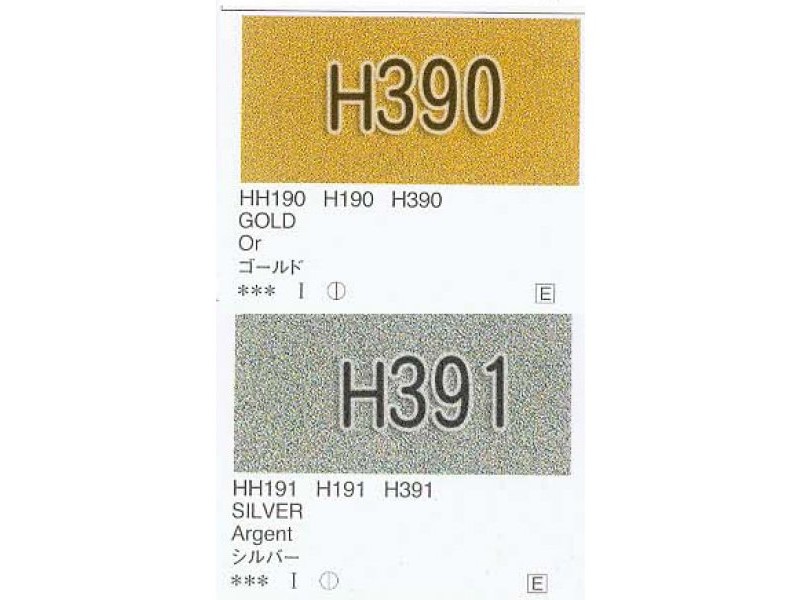 H390
HH190 H190 H390
GOLD
Or
ゴールド
*** I ⦶
E
H391
HH191 H191 H391
SILVER
Argent
シルバー
*** I ⦶
E